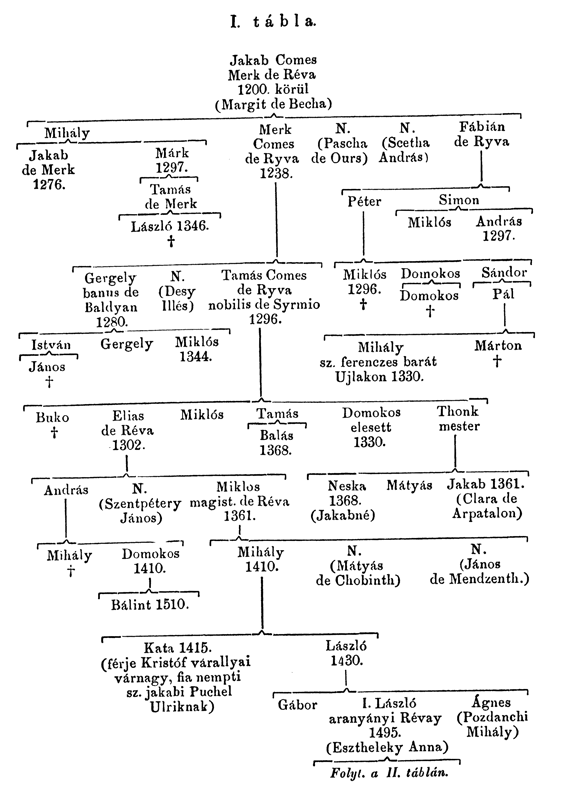 I. tábla.
Jakab Comes
Merk de Réva
1200. körül
(Margit de Becha)
Mihály
Merk
Comes
de Ryva
1238.
N.
(Pascha
de Ours)
N.
(Scetha
András)
Fábián
de Ryva
Jakab
de Merk
1276.
Márk
1297.
Tamás
de Merk
László 1346.
†
Péter
Simon
Miklós
András
1297.
Gergely
banus de
Baldyan
1280.
N.
(Desy
Illés)
Tamás Comes
de Ryva
nobilis de Syrmio
1296.
Miklós
1296.
†
Domokos
Domokos
†
Sándor
Pál
István
János
†
Gergely
Miklós
1344.
Mihály
sz. ferenczes barát
Ujlakon 1330.
Márton
†
Buko
†
Elias
de Réva
1302.
Miklós
Tamás
Balás
1368.
Domokos
elesett
1330.
Thonk
mester
András
N.
(Szentpétery
János)
Miklos
magist. de Réva
1361.
Neska
1368.
(Jakabné)
Mátyás
Jakab 1361.
(Clara de
Arpatalon)
Mihály
†
Domokos
1410.
Bálint 1510.
Mihály
1410.
N.
(Mátyás
de Chobinth)
N.
(János
de Mendzenth.)
Kata 1415.
(férje Kristóf várallyai
várnagy, fia nempti
sz. jakabi Puchel
Ulriknak)
László
1430.
Gábor
I. László
aranyányi Révay
1495.
(Esztheleky Anna)
Ágnes
(Pozdanchi
Mihály)
Folyt. a II. táblán.